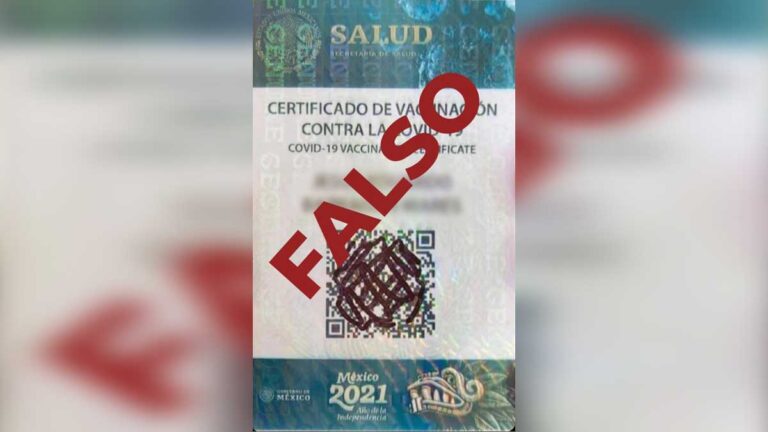 SALUD
SECRETARÍA DE SALUD
CERTIFICADO DE VACUNACIÓN
CONTRA LA COVID-19
COVID-19 VACCINATION CERTIFICATE
FALSO
GOBIERNO DE
MÉXICO
México
2021
Año de la
Independencia